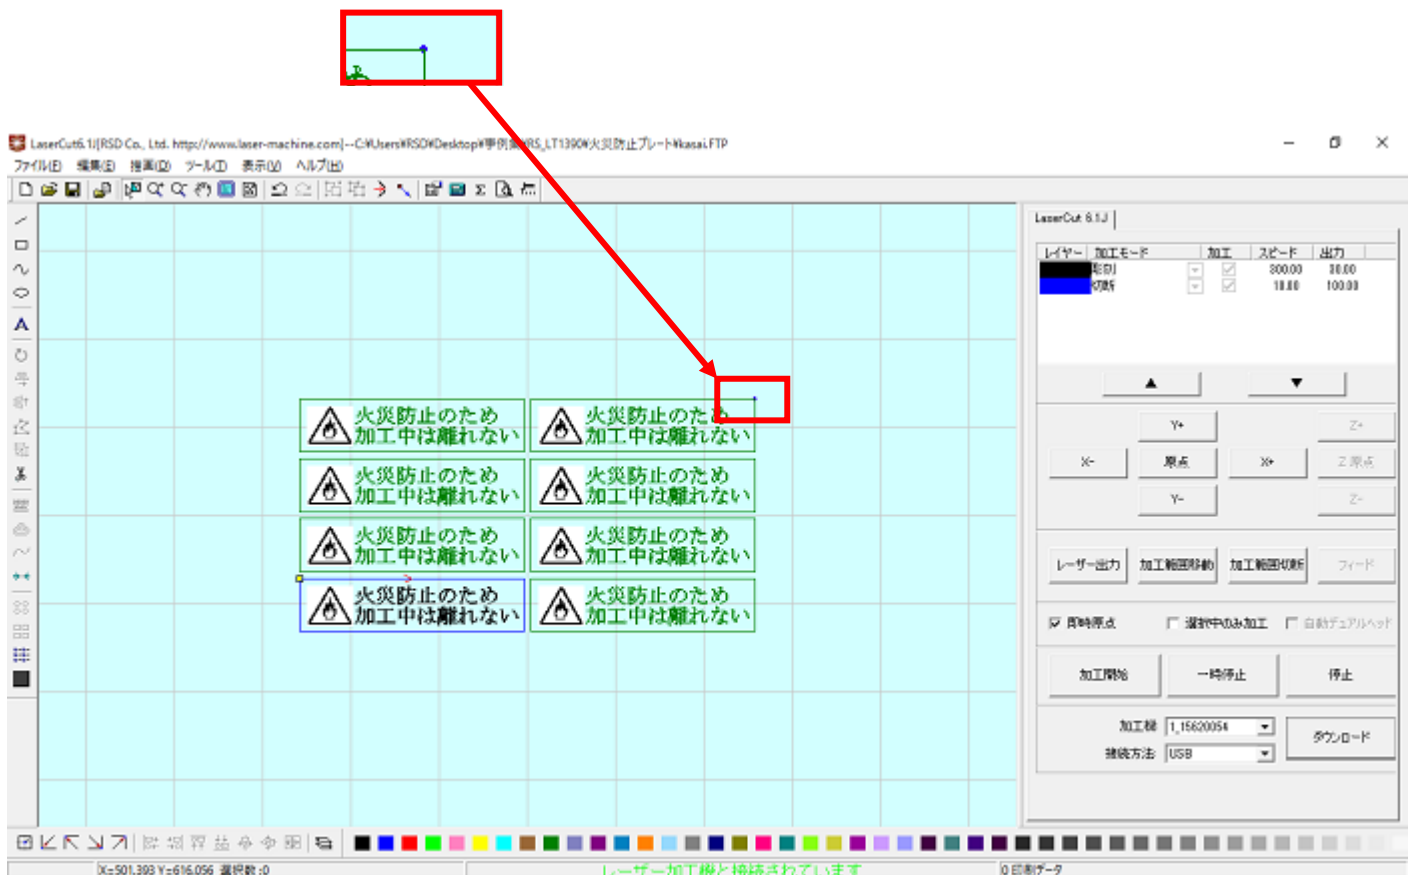 LaserCut6.1J[RSD Co., Ltd. http://www.laser-machine.com]--C:¥Users¥RSD¥Desktop¥事例集¥RS_LT1390¥火災防止プレート¥kasai.FTP
ファイル(F) 編集(E) 描画(D) ツール(T) 表示(V) ヘルプ(H)
LaserCut 6.1J
レイヤー 加工モード 加工 スピード 出力
彫刻 300.00 30.00
切断 10.00 100.00
▲ ▼
Y+ Z+
X- 原点 X+ Z 原点
Y- Z-
レーザー出力 加工範囲移動 加工範囲切断 フィード
即時原点 選択中のみ加工 自動デュアルヘッド
加工開始 一時停止 停止
加工機 1_15620054
ダウンロード
接続方法: USB
火災防止のため 火災防止のため
加工中は離れない 加工中は離れない
火災防止のため 火災防止のため
加工中は離れない 加工中は離れない
火災防止のため 火災防止のため
加工中は離れない 加工中は離れない
火災防止のため 火災防止のため
加工中は離れない 加工中は離れない
X=501.393 Y=616.056 選択数:0 レーザー加工機と接続されています 0 印刷データ